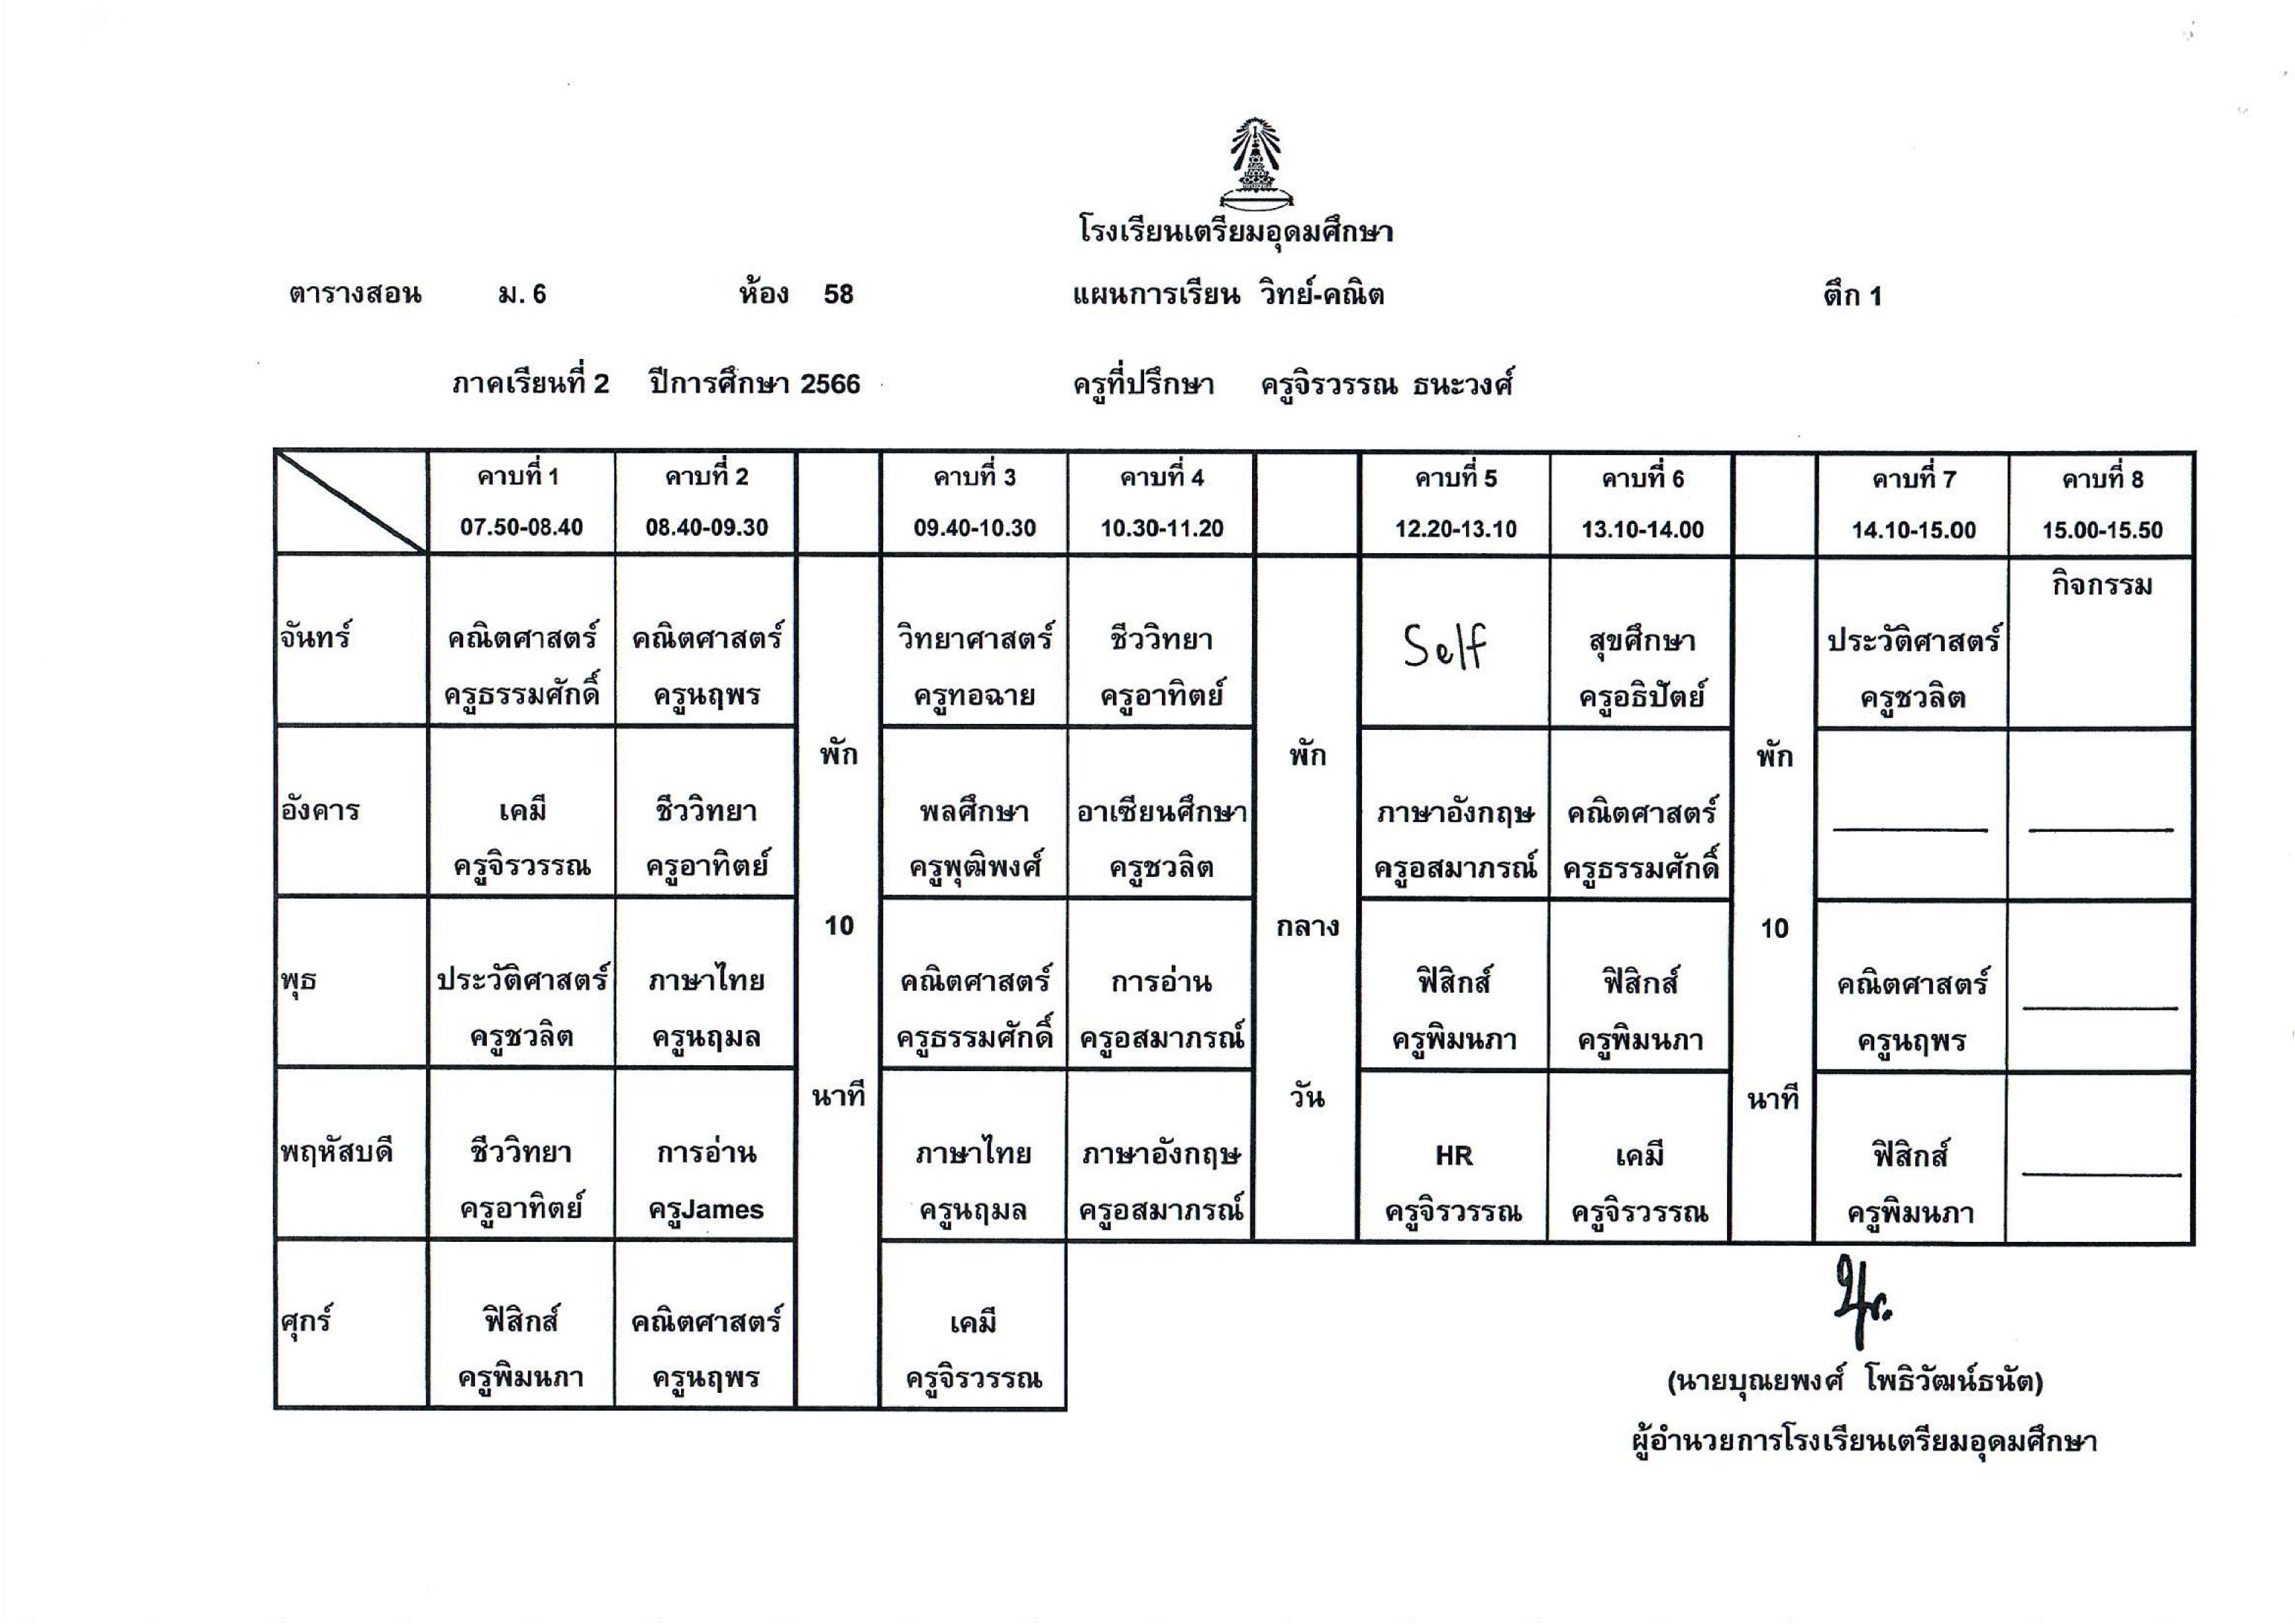 โรงเรียนเตรียมอุดมศึกษา
ตารางสอน ม. 6 ห้อง 58 แผนการเรียน วิทย์-คณิต ตึก 1
ภาคเรียนที่ 2 ปีการศึกษา 2566 ครูที่ปรึกษา ครูจิรวรรณ ธนะวงศ์
คาบที่ 1 คาบที่ 2 คาบที่ 3 คาบที่ 4 คาบที่ 5 คาบที่ 6 คาบที่ 7 คาบที่ 8
07.50-08.40 08.40-09.30 09.40-10.30 10.30-11.20 12.20-13.10 13.10-14.00 14.10-15.00 15.00-15.50
กิจกรรม
จันทร์ คณิตศาสตร์ คณิตศาสตร์ วิทยาศาสตร์ ชีววิทยา Self สุขศึกษา ประวัติศาสตร์
ครูธรรมศักดิ์ ครูนฤพร ครูทอฉาย ครูอาทิตย์ ครูอธิปัตย์ ครูชวลิต
พัก พัก พัก
อังคาร เคมี ชีววิทยา พลศึกษา อาเซียนศึกษา ภาษาอังกฤษ คณิตศาสตร์
ครูจิรวรรณ ครูอาทิตย์ ครูพุฒิพงศ์ ครูชวลิต ครูอสมาภรณ์ ครูธรรมศักดิ์
10 กลาง 10
พุธ ประวัติศาสตร์ ภาษาไทย คณิตศาสตร์ การอ่าน ฟิสิกส์ ฟิสิกส์ คณิตศาสตร์
ครูชวลิต ครูนฤมล ครูธรรมศักดิ์ ครูอสมาภรณ์ ครูพิมนภา ครูพิมนภา ครูนฤพร
นาที วัน นาที
พฤหัสบดี ชีววิทยา การอ่าน ภาษาไทย ภาษาอังกฤษ HR เคมี ฟิสิกส์
ครูอาทิตย์ ครูJames ครูนฤมล ครูอสมาภรณ์ ครูจิรวรรณ ครูจิรวรรณ ครูพิมนภา
ศุกร์ ฟิสิกส์ คณิตศาสตร์ เคมี
ครูพิมนภา ครูนฤพร ครูจิรวรรณ
(นายบุณยพงศ์ โพธิวัฒน์ธนัต)
ผู้อำนวยการโรงเรียนเตรียมอุดมศึกษา